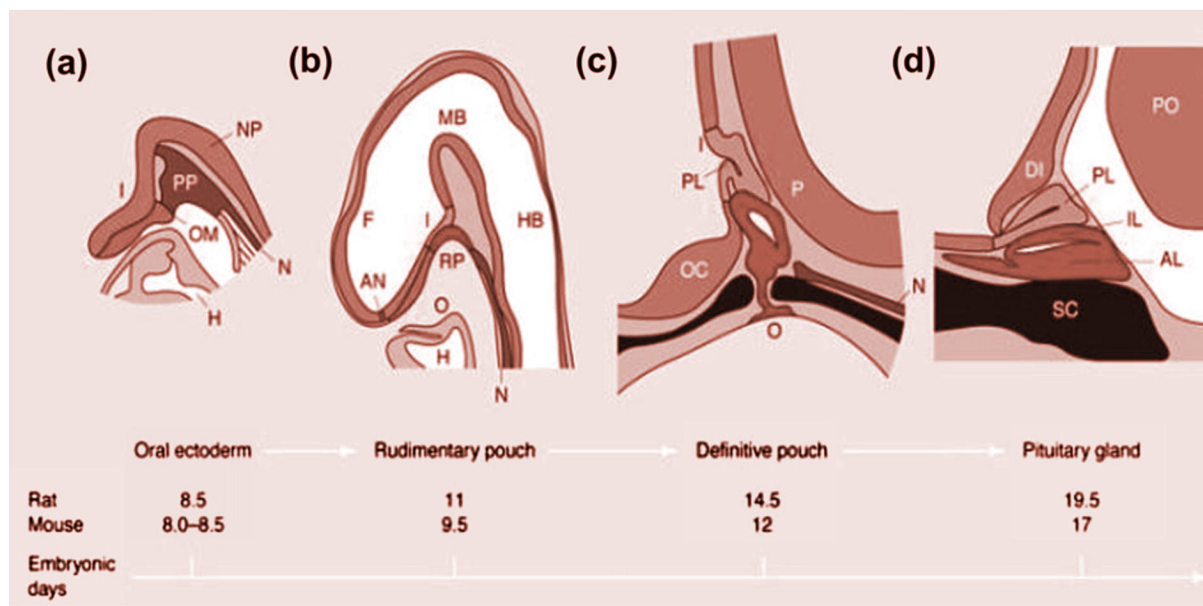 (a)
(b)
(c)
(d)
NP
I
PP
OM
N
H
MB
F
I
HB
AN
RP
O
H
N
I
PL
P
OC
N
O
PO
DI
PL
IL
AL
SC
Oral ectoderm
Rudimentary pouch
Definitive pouch
Pituitary gland
Rat 8.5 11 14.5 19.5
Mouse 8.0–8.5 9.5 12 17
Embryonic
days